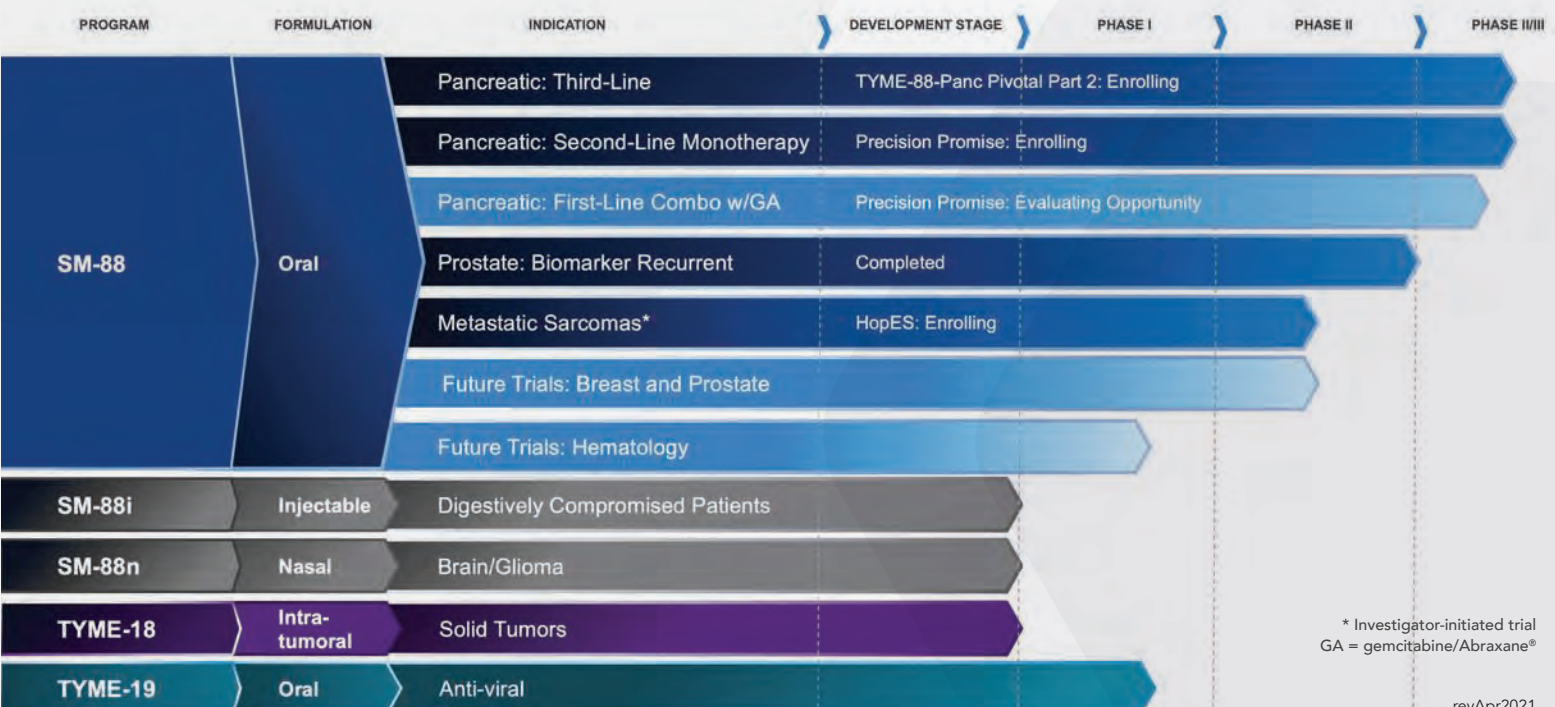 PROGRAM FORMULATION INDICATION DEVELOPMENT STAGE PHASE I PHASE II PHASE II/III
Pancreatic: Third-Line TYME-88-Panc Pivotal Part 2: Enrolling
Pancreatic: Second-Line Monotherapy Precision Promise: Enrolling
Pancreatic: First-Line Combo w/GA Precision Promise: Evaluating Opportunity
SM-88 Oral Prostate: Biomarker Recurrent Completed
Metastatic Sarcomas* HopES: Enrolling
Future Trials: Breast and Prostate
Future Trials: Hematology
SM-88i Injectable Digestively Compromised Patients
SM-88n Nasal Brain/Glioma
TYME-18 Intra-
tumoral Solid Tumors
* Investigator-initiated trial
GA = gemcitabine/Abraxane®
TYME-19 Oral Anti-viral
revApr2021